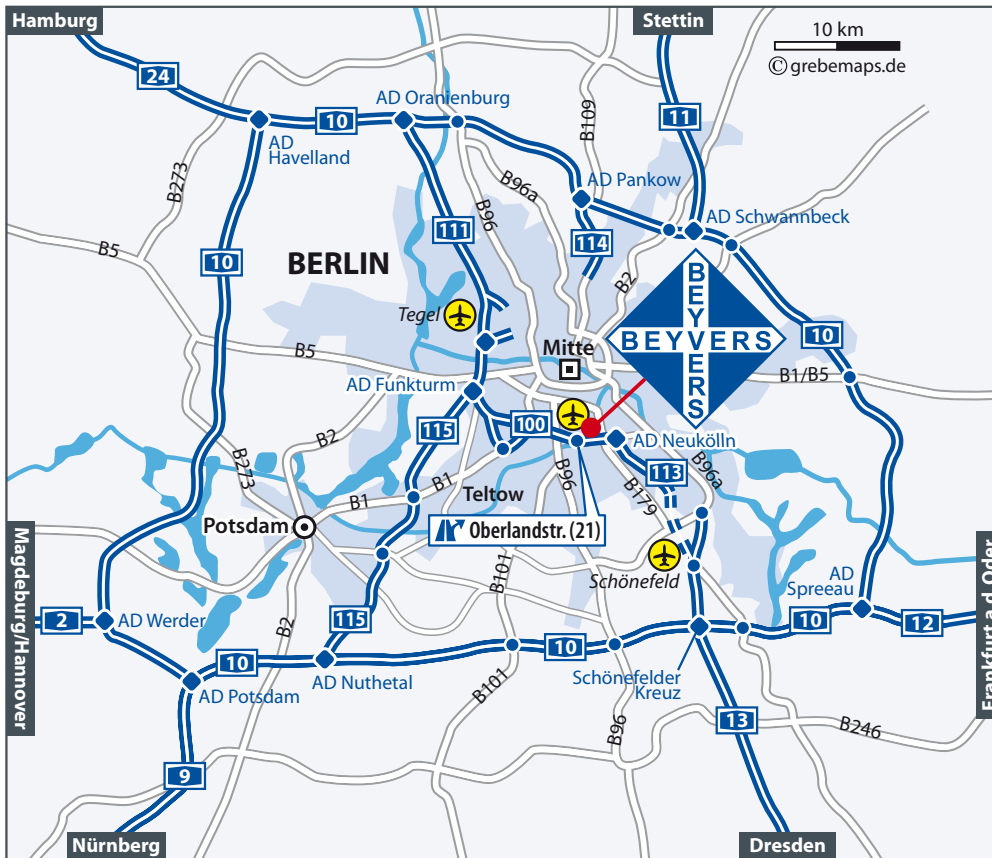 Hamburg
Stettin
10 km
© grebemaps.de
24
10
AD Oranienburg
AD
Havelland
B109
11
B273
B96a
AD Pankow
B96
111
114
AD Schwannbeck
B5
10
BERLIN
B2
BEYVERS
BEYVERS
Tegel
10
B5
Mitte
AD Funkturm
B1/B5
115
100
AD Neukölln
B2
B273
B96
113
B96a
B1
B1
Teltow
B179
Potsdam
Oberlandstr. (21)
Magdeburg/Hannover
Frankfurt a.d.Oder
B101
Schönefeld
AD
Spreeau
2
AD Werder
B2
115
10
12
10
10
AD Potsdam
AD Nuthetal
Schönefelder
Kreuz
B101
B96
13
B246
9
Nürnberg
Dresden